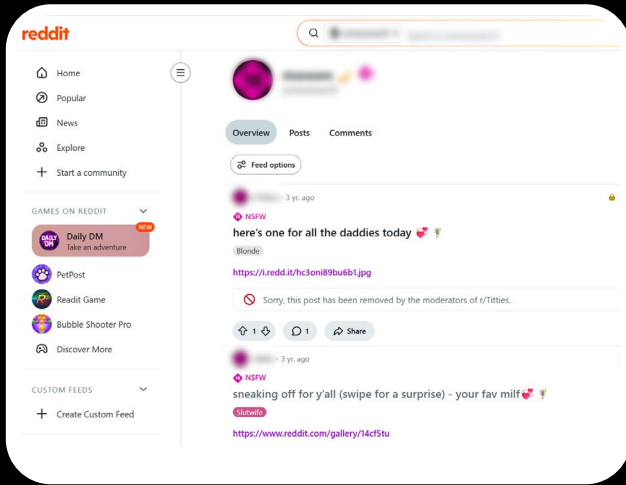 reddit
Home
Popular
News
Explore
Start a community
GAMES ON REDDIT
NEW
DAILY DM
Daily DM
Take an adventure
PetPost
Readit Game
Bubble Shooter Pro
Discover More
CUSTOM FEEDS
Create Custom Feed
Overview Posts Comments
Feed options
• 3 yr. ago
NSFW
here's one for all the daddies today 💞
Blonde
https://i.redd.it/hc3oni89bu6b1.jpg
Sorry, this post has been removed by the moderators of r/Titties.
1 1 Share
• 3 yr. ago
NSFW
sneaking off for y'all (swipe for a surprise) - your fav milf💞
Slutwife
https://www.reddit.com/gallery/14cf5tu